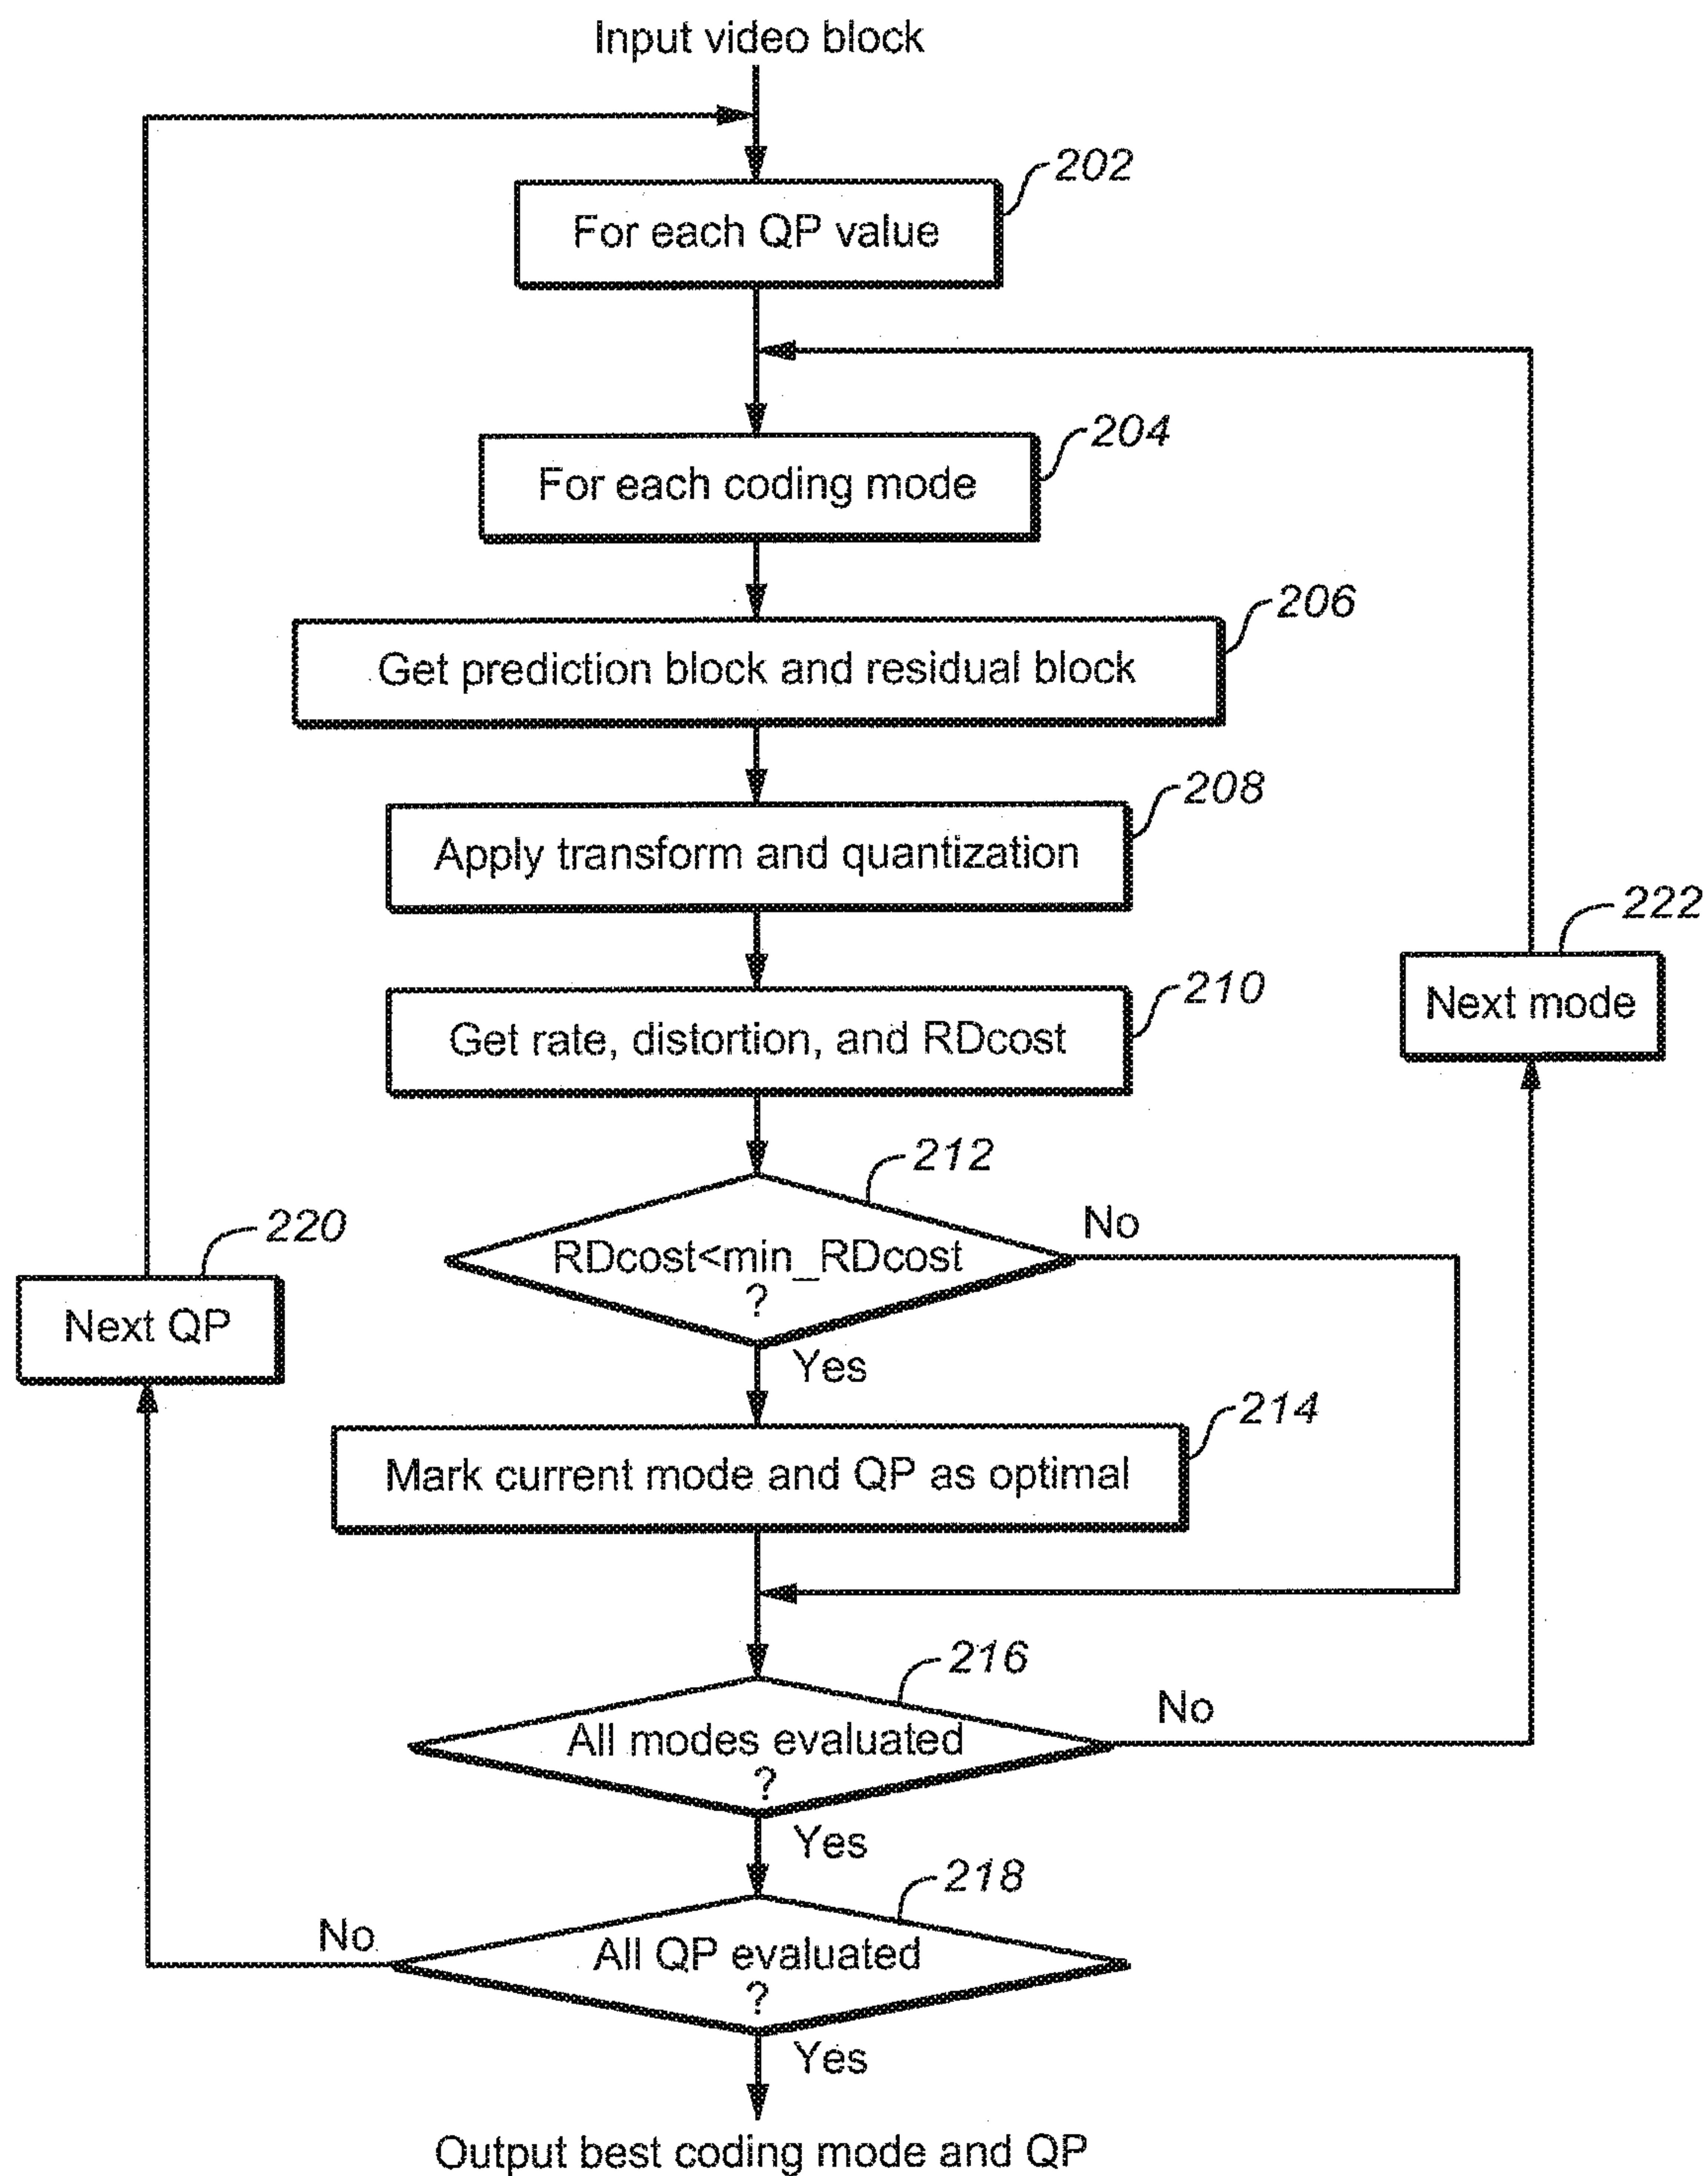 Input video block
202
For each QP value
204
For each coding mode
206
Get prediction block and residual block
208
Apply transform and quantization
222
Next mode
210
Get rate, distortion, and RDcost
212
No
RDcost<min_RDcost
?
Yes
220
Next QP
214
Mark current mode and QP as optimal
216
No
All modes evaluated
?
Yes
218
No
All QP evaluated
?
Yes
Output best coding mode and QP